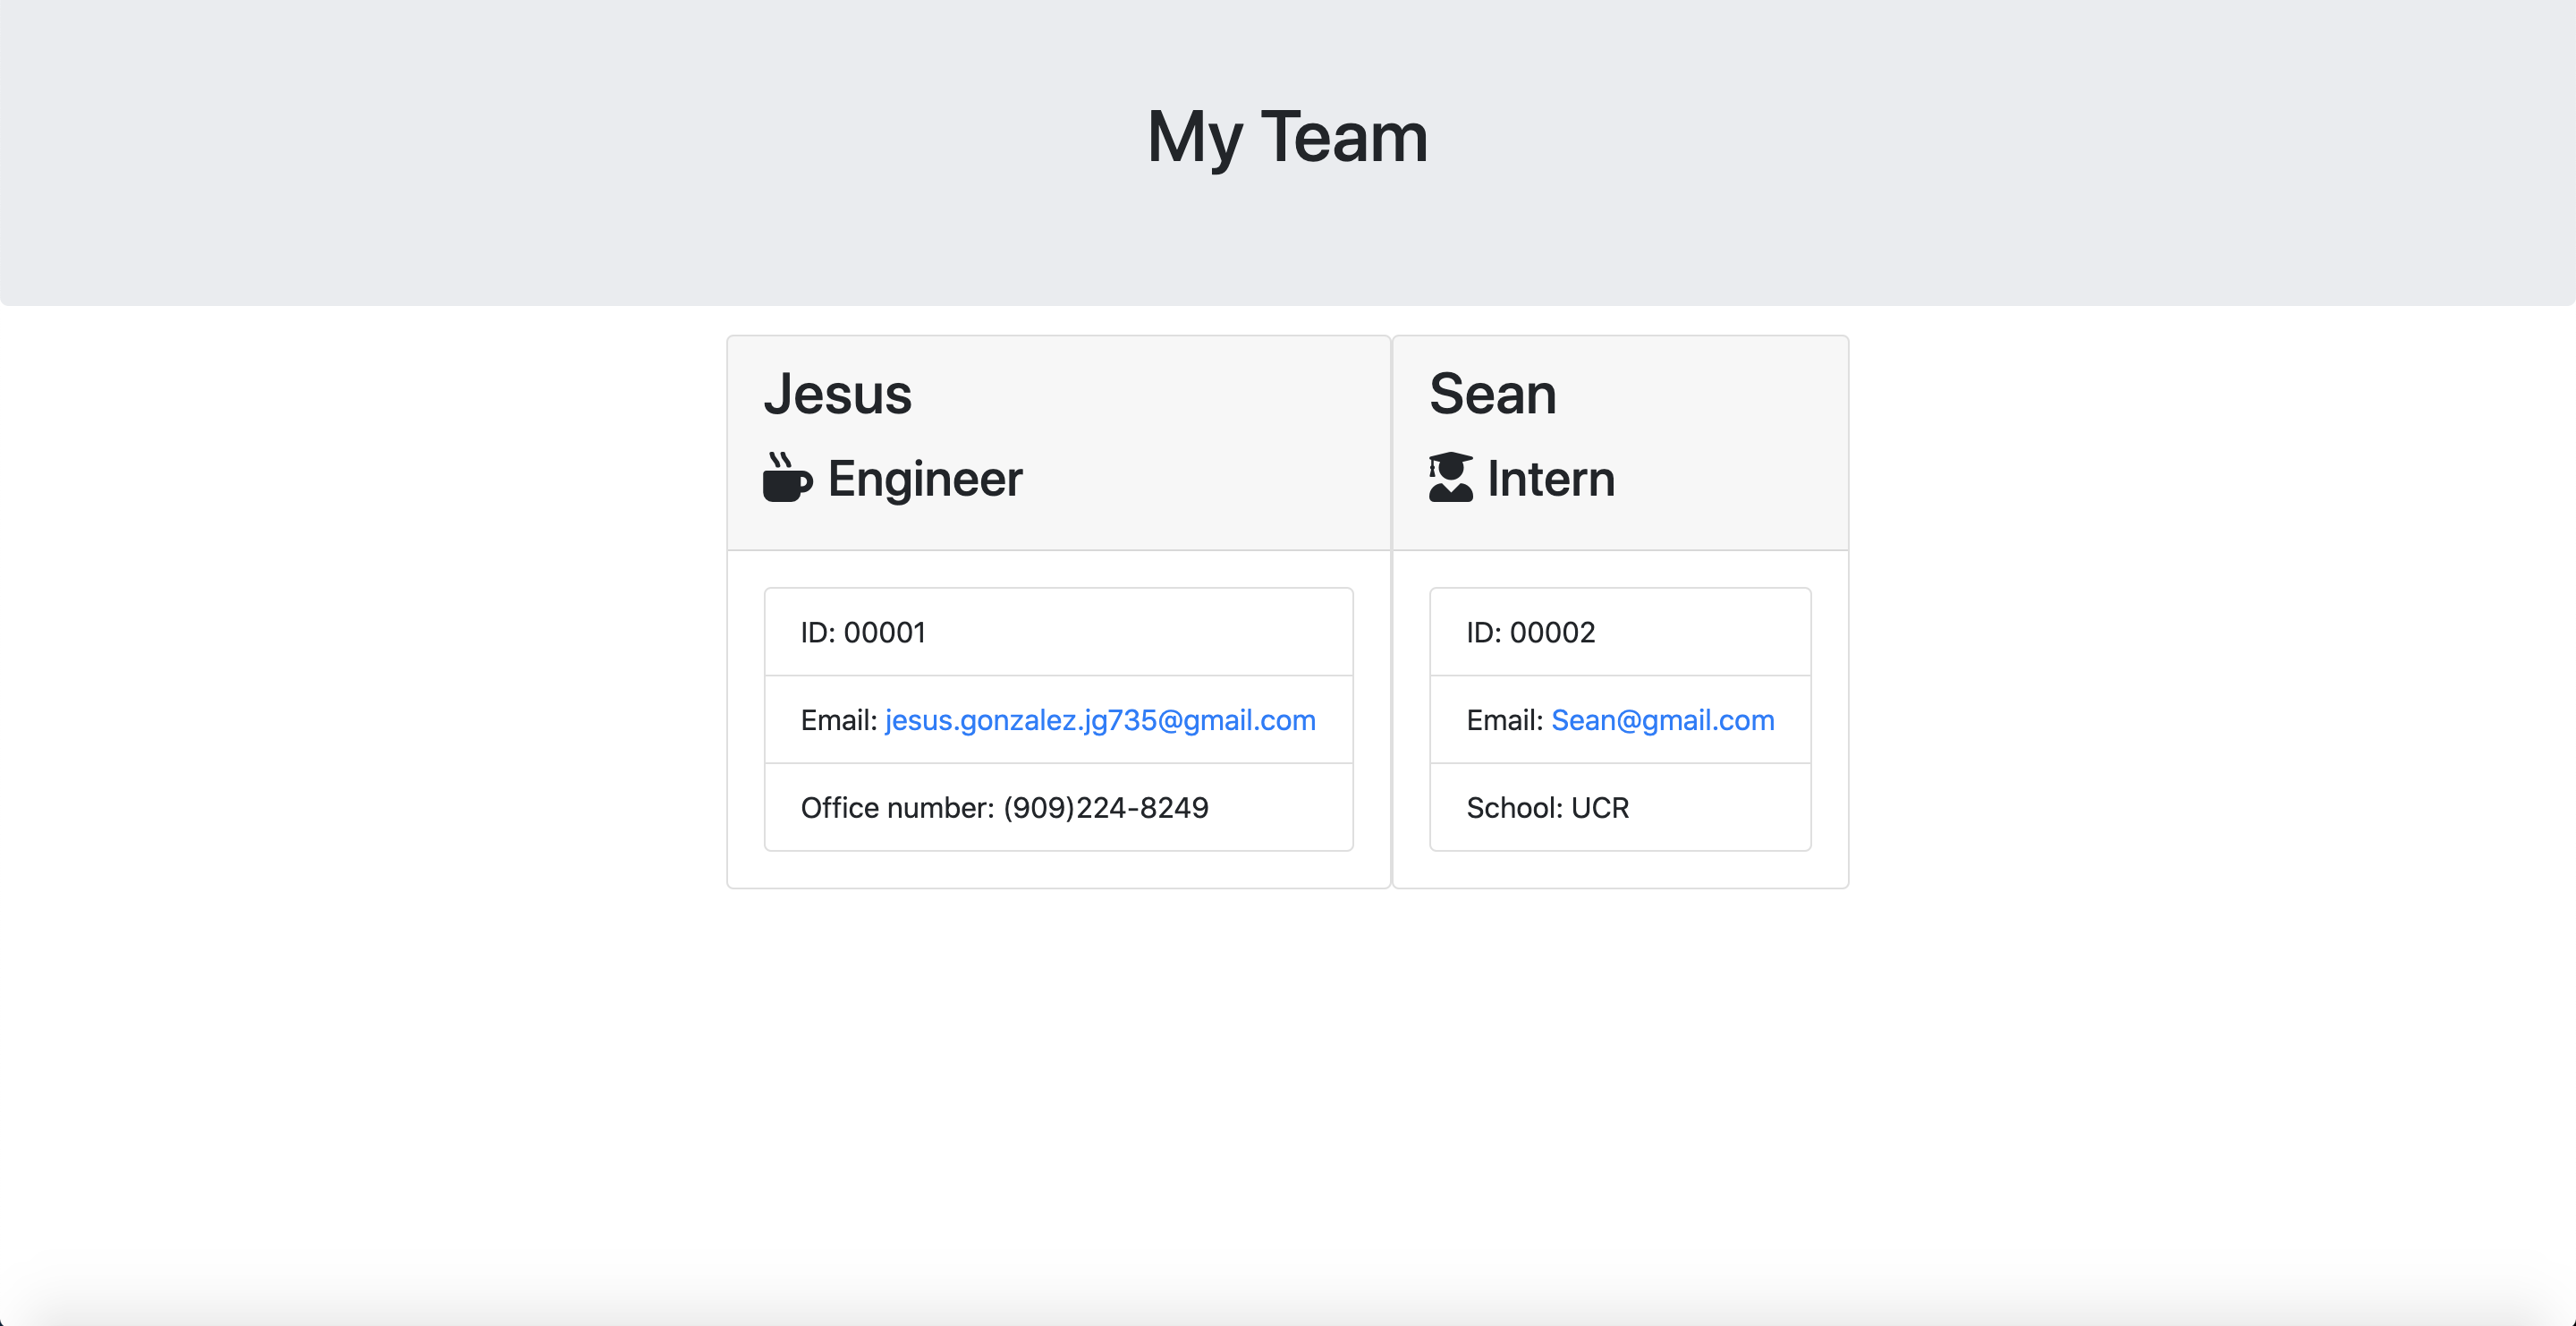 My Team
Jesus
Engineer
ID: 00001
Email: jesus.gonzalez.jg735@gmail.com
Office number: (909)224-8249
Sean
Intern
ID: 00002
Email: Sean@gmail.com
School: UCR